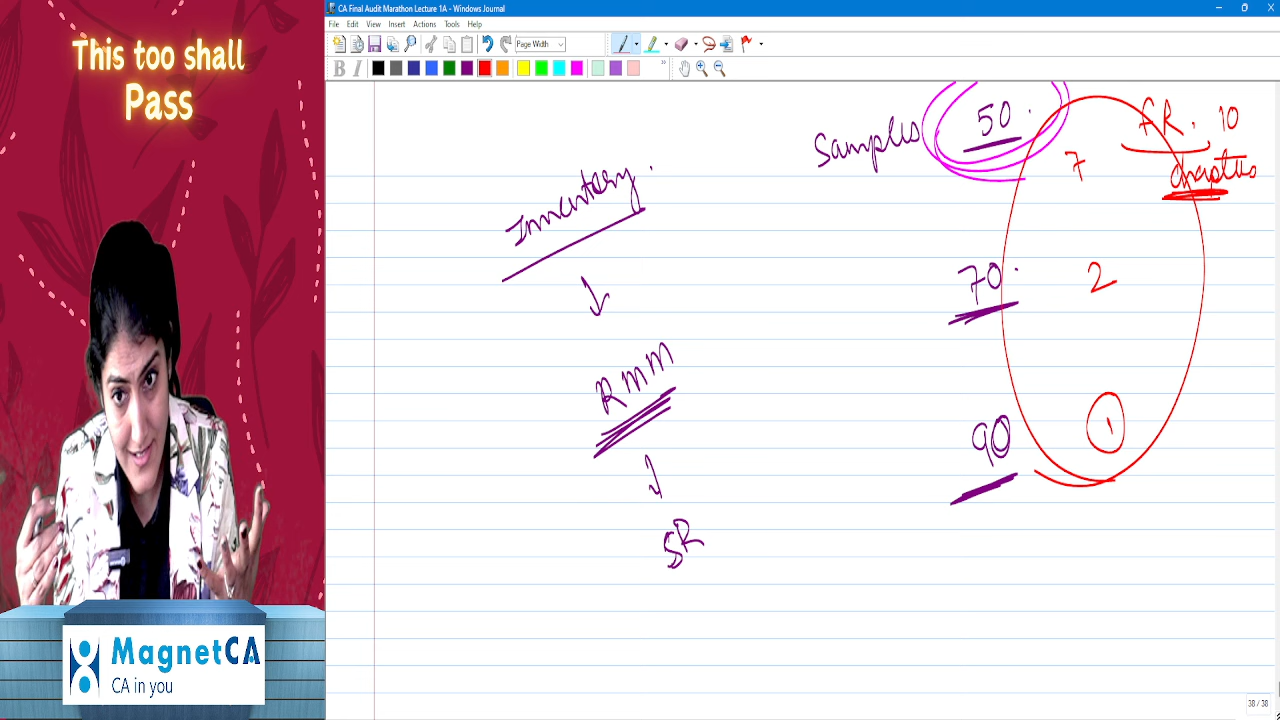 This too shall
Pass
MagnetCA
CA in you
CA Final Audit Marathon Lecture 1A - Windows Journal
File Edit View Insert Actions Tools Help
Page Width
B I
Inventory.
RMM
SR
Samples 50.
70.
90
FR. 10
chapters
7
2
1
38 / 38